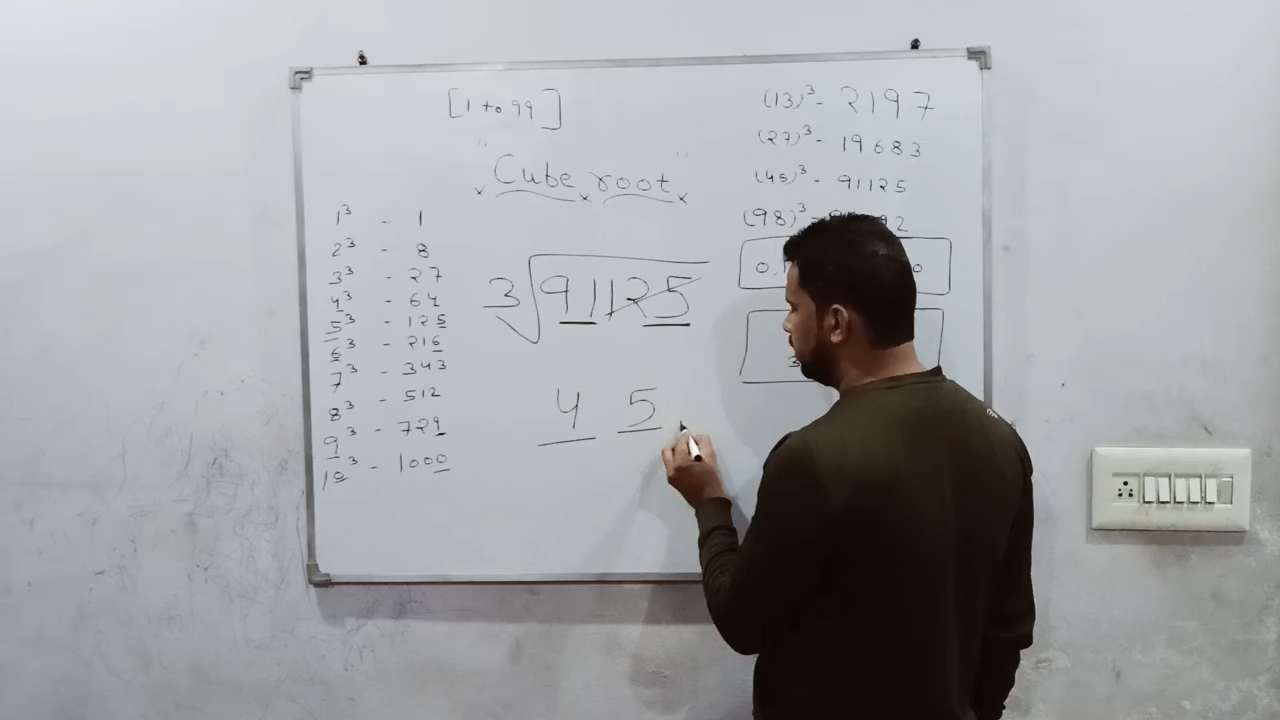 [1 to 99]
" Cube root "
1³ - 1
2³ - 8
3³ - 27
4³ - 64
5³ - 125
6³ - 216
7³ - 343
8³ - 512
9³ - 729
10³ - 1000
3√91125
4 5
(13)³ - 2197
(27)³ - 19683
(45)³ - 91125
(98)³ -
0,
3